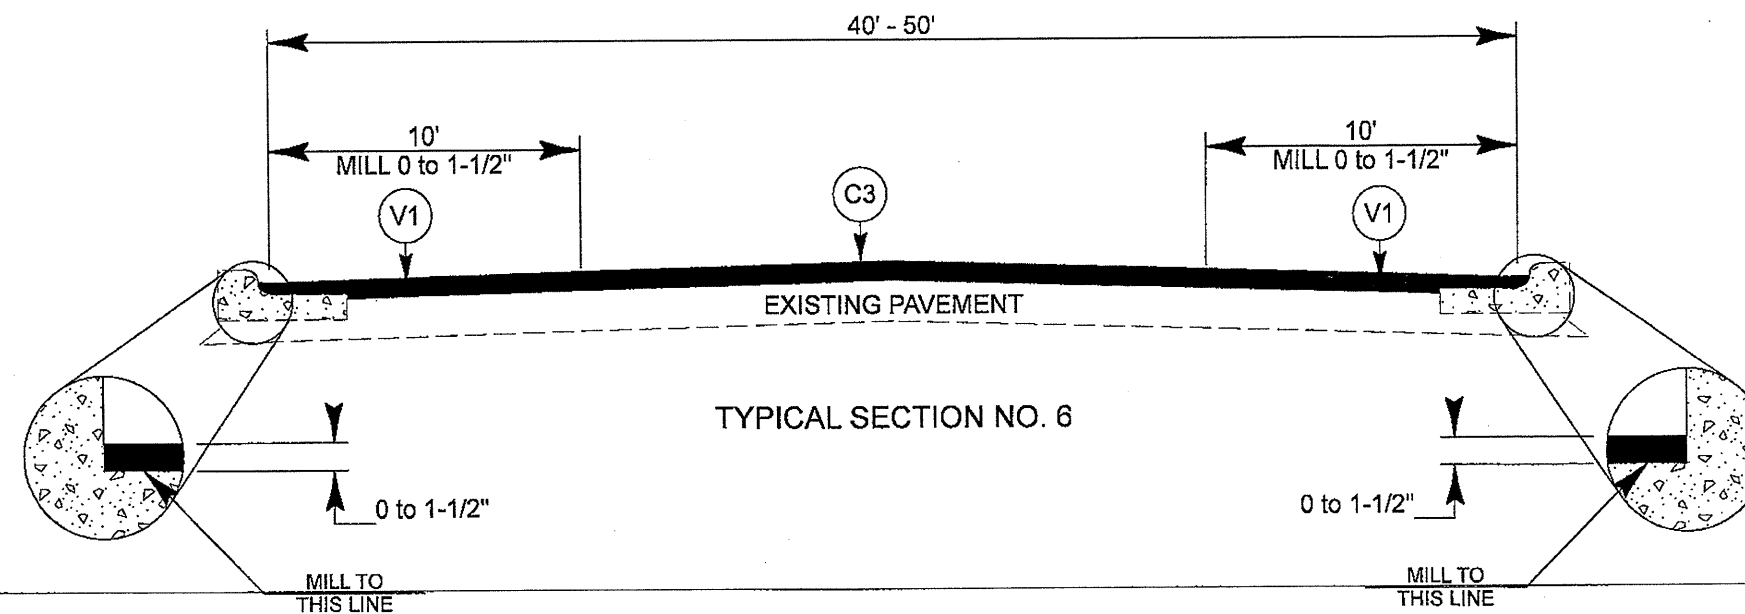 40' - 50'
10'
MILL 0 to 1-1/2"
10'
MILL 0 to 1-1/2"
V1
C3
V1
EXISTING PAVEMENT
TYPICAL SECTION NO. 6
0 to 1-1/2"
0 to 1-1/2"
MILL TO
THIS LINE
MILL TO
THIS LINE